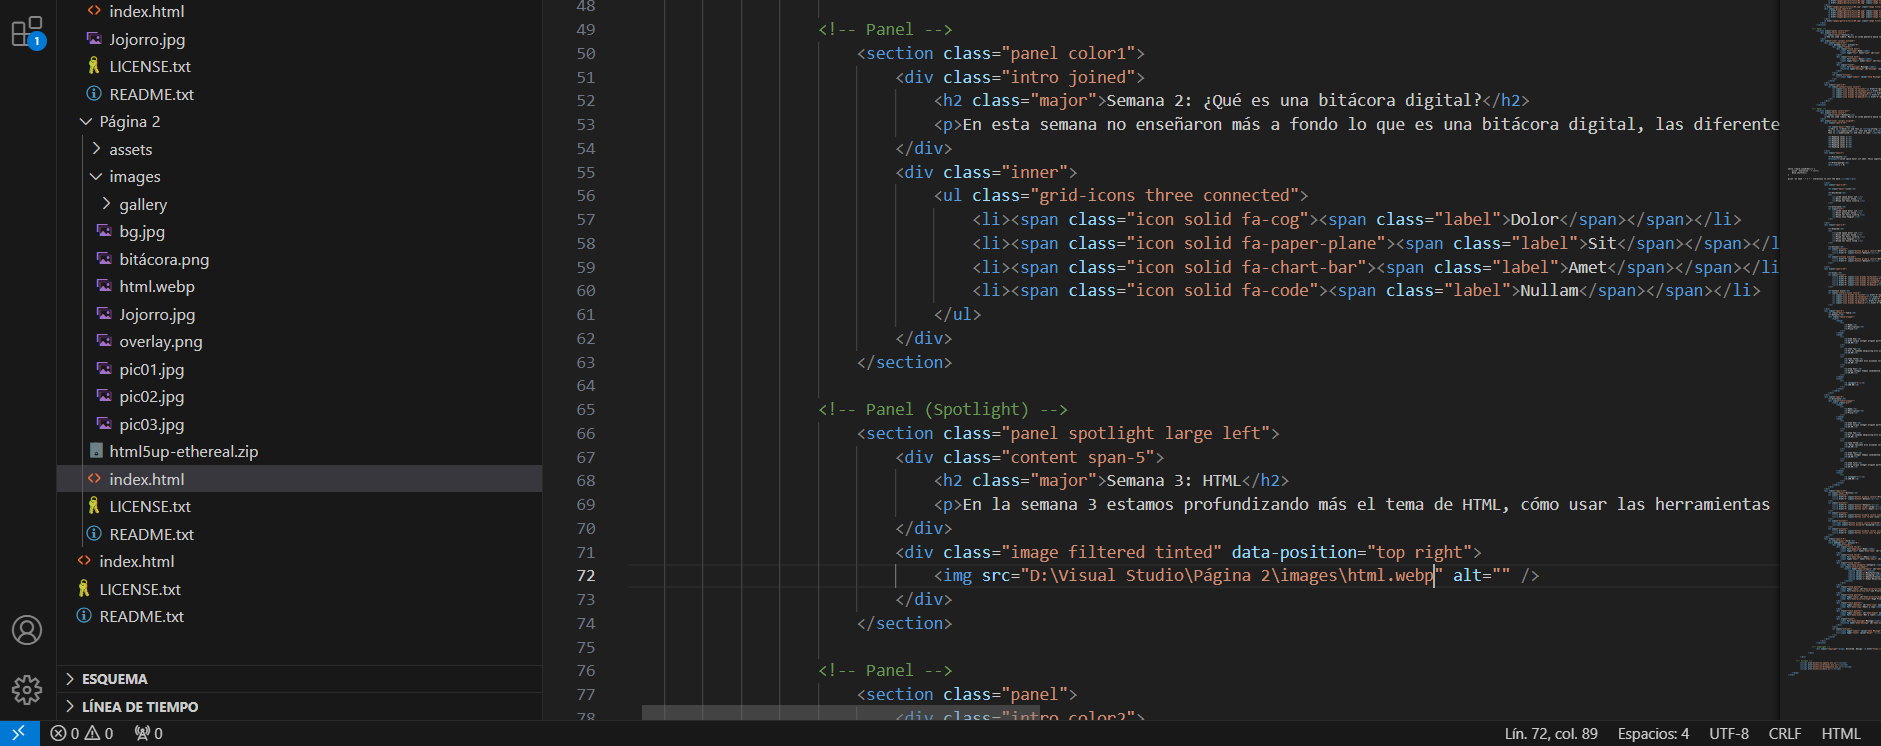 index.html
Jojorro.jpg
LICENSE.txt
README.txt
Página 2
assets
images
gallery
bg.jpg
bitácora.png
html.webp
Jojorro.jpg
overlay.png
pic01.jpg
pic02.jpg
pic03.jpg
html5up-ethereal.zip
index.html
LICENSE.txt
README.txt
index.html
LICENSE.txt
README.txt
ESQUEMA
LÍNEA DE TIEMPO
1
48
49 <!-- Panel -->
50 <section class="panel color1">
51 <div class="intro joined">
52 <h2 class="major">Semana 2: ¿Qué es una bitácora digital?</h2>
53 <p>En esta semana no enseñaron más a fondo lo que es una bitácora digital, las diferente
54 </div>
55 <div class="inner">
56 <ul class="grid-icons three connected">
57 <li><span class="icon solid fa-cog"><span class="label">Dolor</span></span></li>
58 <li><span class="icon solid fa-paper-plane"><span class="label">Sit</span></span></l
59 <li><span class="icon solid fa-chart-bar"><span class="label">Amet</span></span></li
60 <li><span class="icon solid fa-code"><span class="label">Nullam</span></span></li>
61 </ul>
62 </div>
63 </section>
64
65 <!-- Panel (Spotlight) -->
66 <section class="panel spotlight large left">
67 <div class="content span-5">
68 <h2 class="major">Semana 3: HTML</h2>
69 <p>En la semana 3 estamos profundizando más el tema de HTML, cómo usar las herramientas
70 </div>
71 <div class="image filtered tinted" data-position="top right">
72 <img src="D:\Visual Studio\Página 2\images\html.webp" alt="" />
73 </div>
74 </section>
75
76 <!-- Panel -->
77 <section class="panel">
78 <div class="intro color2">
0 0 0
Lín. 72, col. 89 Espacios: 4 UTF-8 CRLF HTML